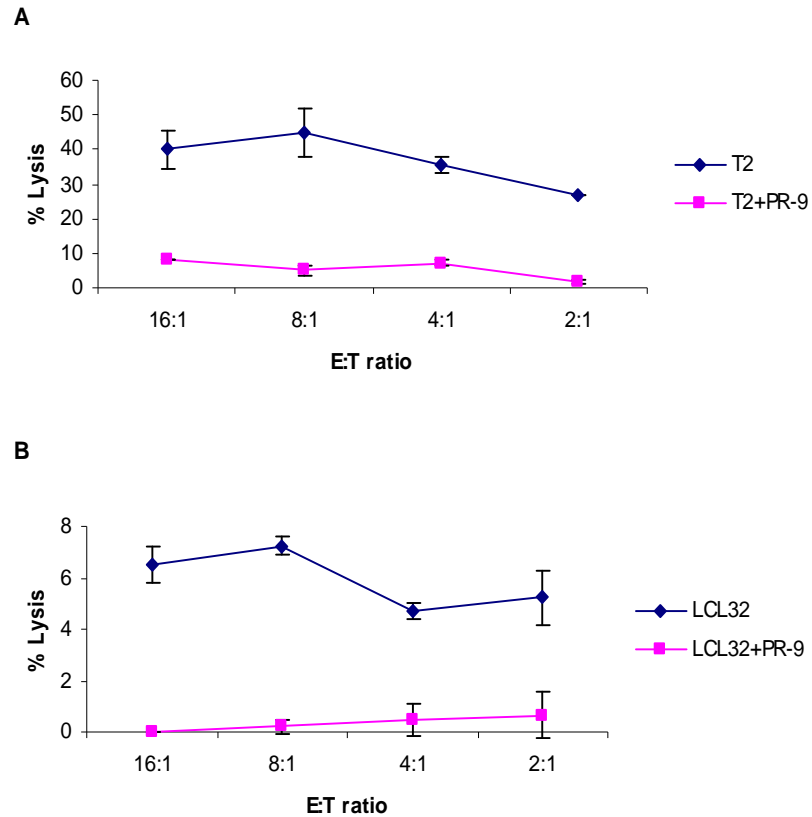 A
60
50
40
30
20
10
0
% Lysis
16:1 8:1 4:1 2:1
E:T ratio
T2
T2+PR-9
B
8
6
4
2
0
% Lysis
16:1 8:1 4:1 2:1
E:T ratio
LCL32
LCL32+PR-9